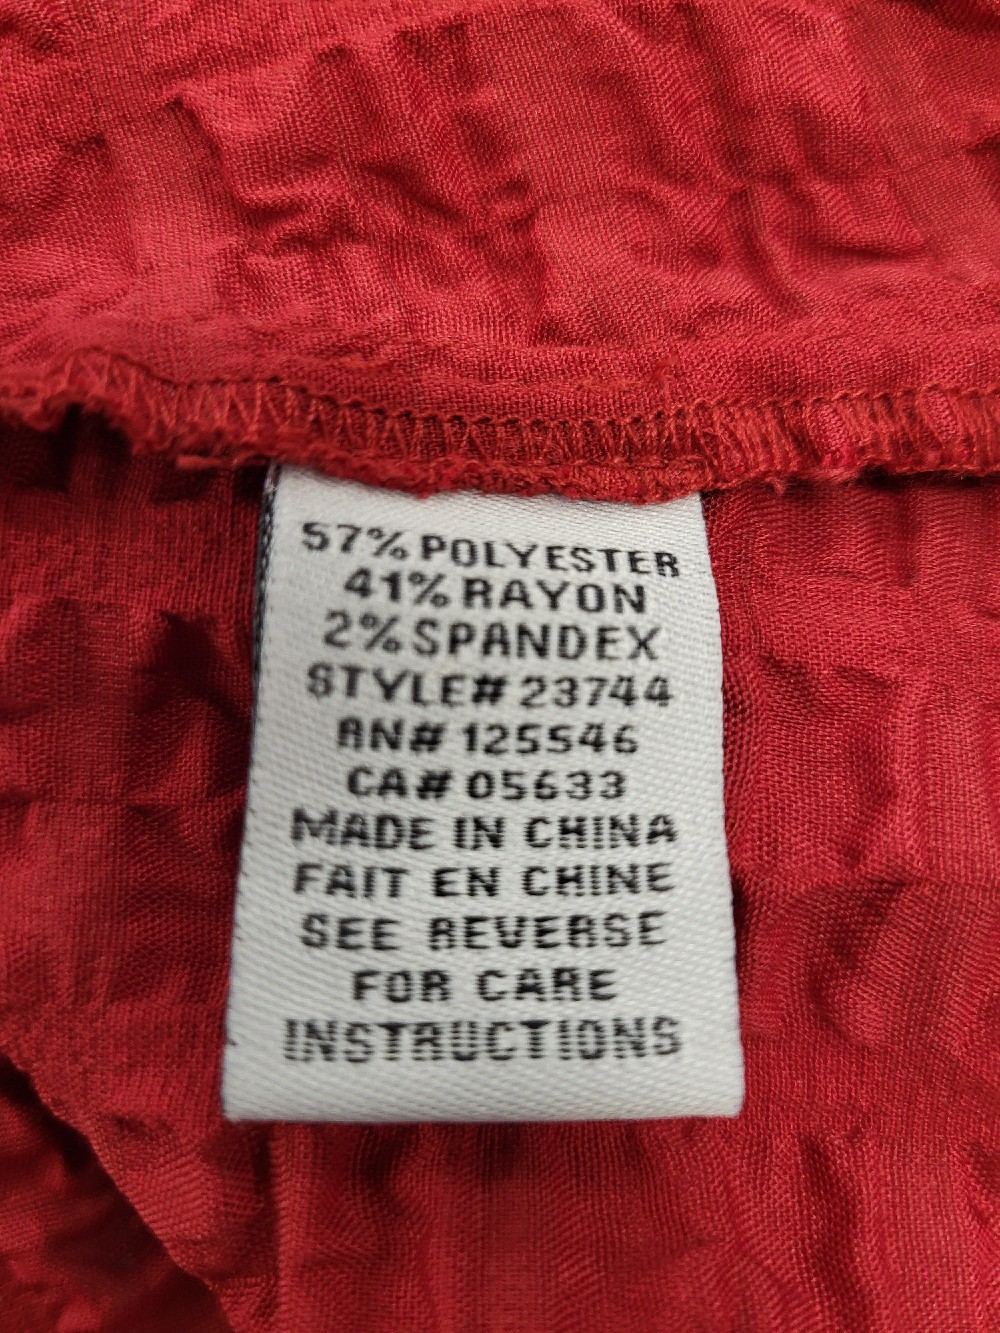 57% POLYESTER
41% RAYON
2% SPANDEX
STYLE# 23744
RN# 125546
CA# 05633
MADE IN CHINA
FAIT EN CHINE
SEE REVERSE
FOR CARE
INSTRUCTIONS